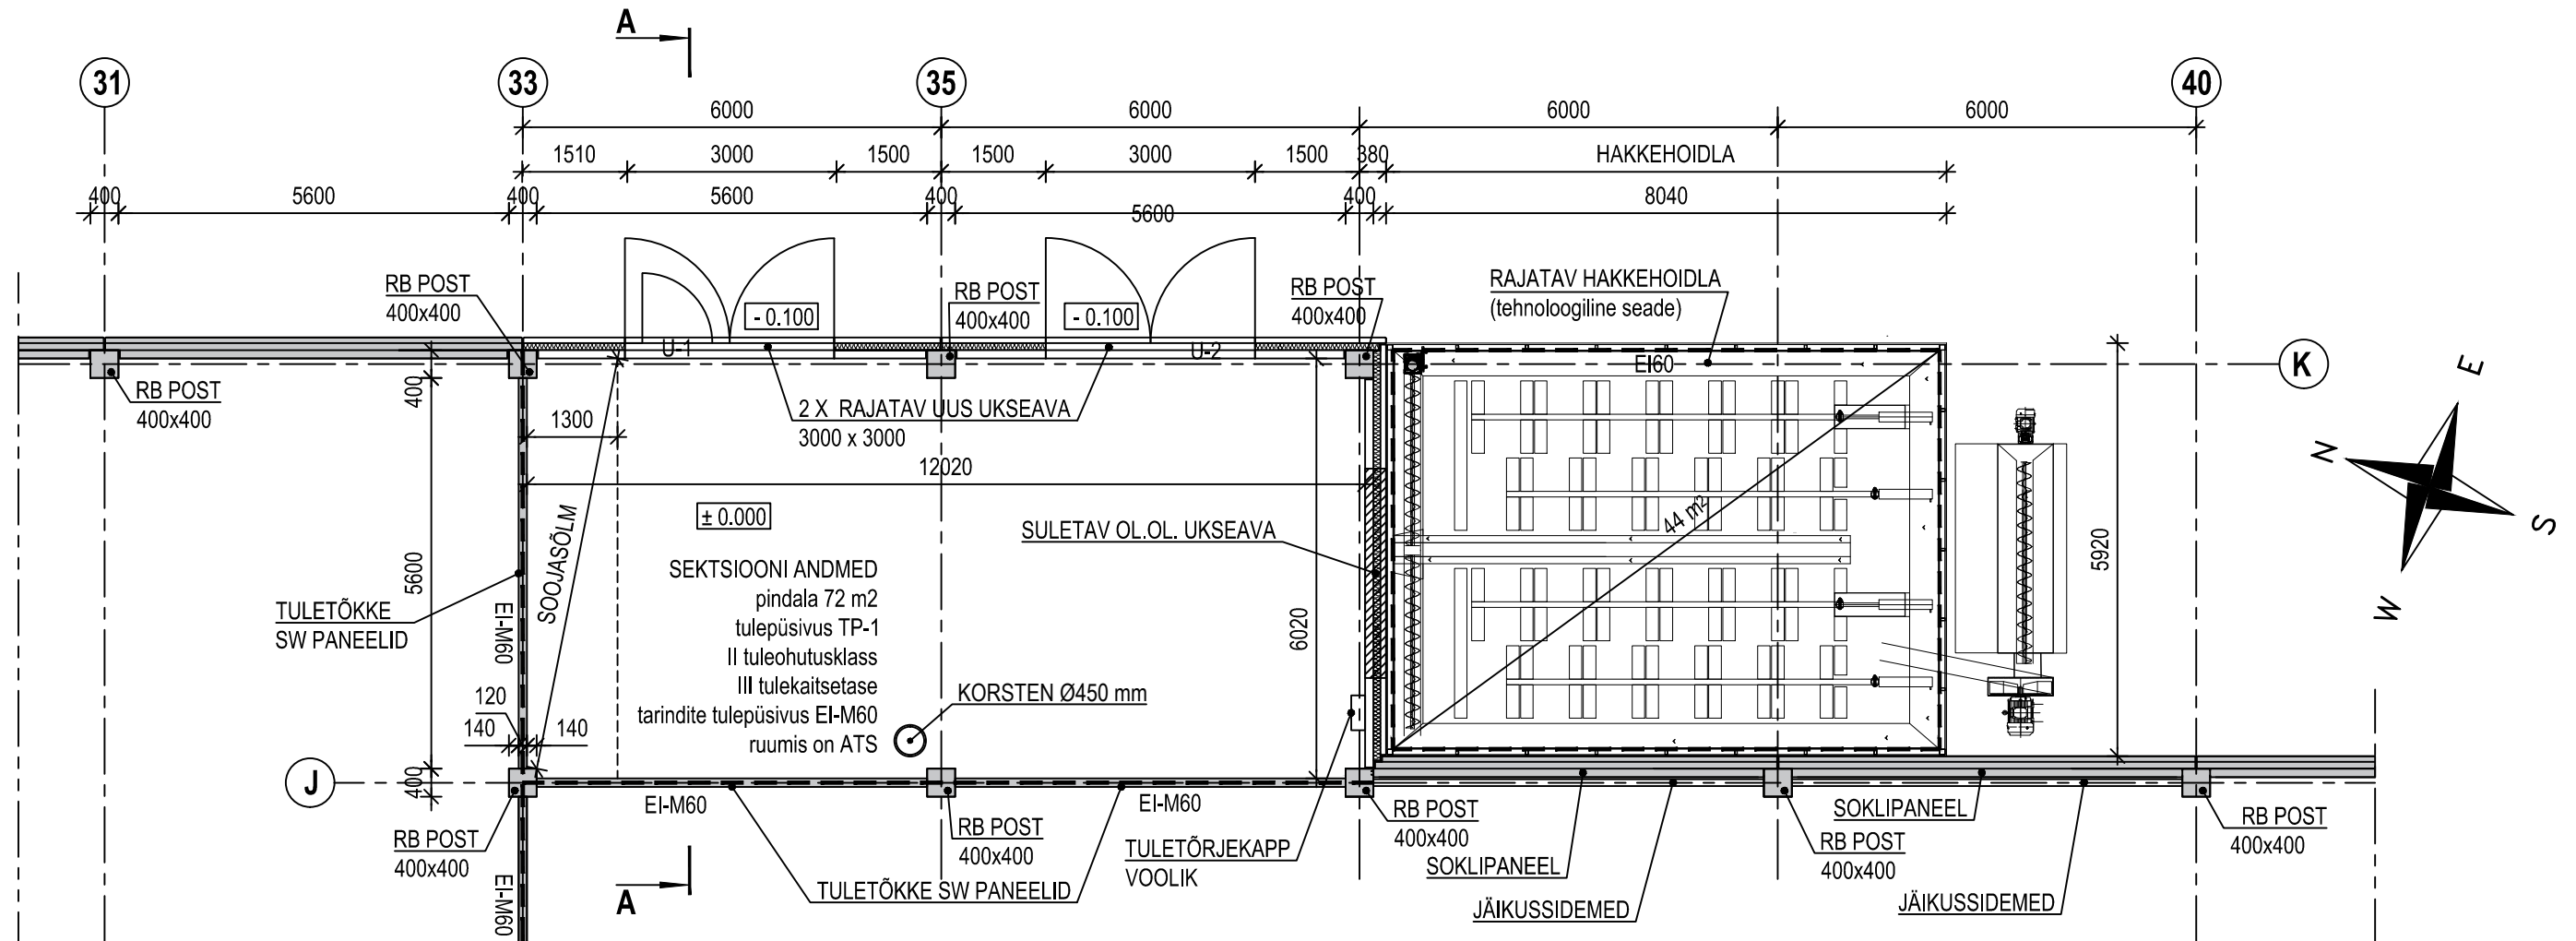 A
31
33
35
40
6000
6000
6000
6000
1510
3000
1500
1500
3000
1500
380
HAKKEHOIDLA
400
5600
400
5600
400
5600
400
8040
RB POST
400x400
- 0.100
RB POST
400x400
- 0.100
RB POST
400x400
RAJATAV HAKKEHOIDLA
(tehnoloogiline seade)
U-1
U-2
EI60
K
E
N
S
W
RB POST
400x400
400
1300
2 X RAJATAV UUS UKSEAVA
3000 x 3000
12020
± 0.000
SOOJASÕLM
SULETAV OL.OL. UKSEAVA
44 m2
5920
5600
6020
SEKTSIOONI ANDMED
pindala 72 m2
tulepüsivus TP-1
II tuleohutusklass
III tulekaitsetase
tarindite tulepüsivus EI-M60
ruumis on ATS
TULETÕKKE
SW PANEELID
EI-M60
KORSTEN Ø450 mm
120
140
140
400
J
EI-M60
EI-M60
RB POST
400x400
RB POST
400x400
TULETÕRJEKAPP
VOOLIK
RB POST
400x400
SOKLIPANEEL
RB POST
400x400
SOKLIPANEEL
RB POST
400x400
EI-M60
A
TULETÕKKE SW PANEELID
JÄIKUSSIDEMED
JÄIKUSSIDEMED